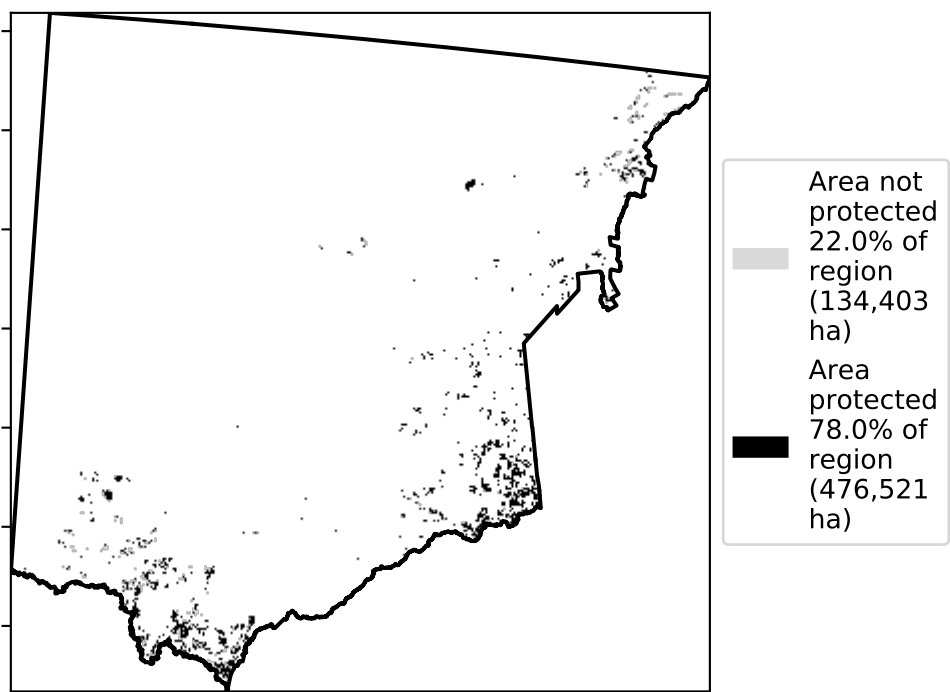 Area not
protected
22.0% of
region
(134,403
ha)
Area
protected
78.0% of
region
(476,521
ha)